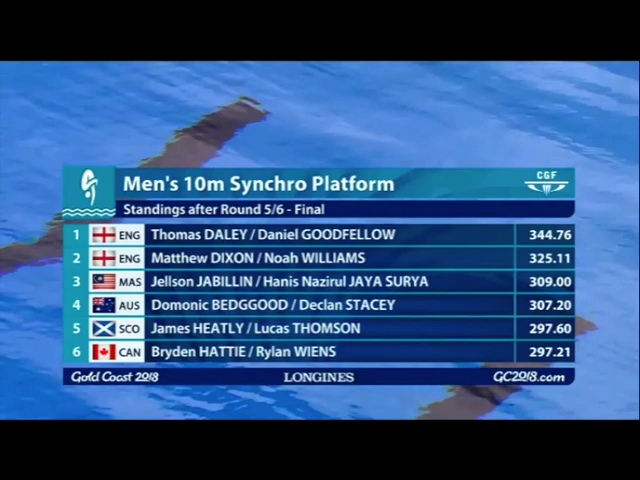 Men's 10m Synchro Platform
CGF
Standings after Round 5/6 - Final
1 ENG Thomas DALEY / Daniel GOODFELLOW 344.76
2 ENG Matthew DIXON / Noah WILLIAMS 325.11
3 MAS Jellson JABILLIN / Hanis Nazirul JAYA SURYA 309.00
4 AUS Domonic BEDGGOOD / Declan STACEY 307.20
5 SCO James HEATLY / Lucas THOMSON 297.60
6 CAN Bryden HATTIE / Rylan WIENS 297.21
Gold Coast 2018 LONGINES GC2018.com